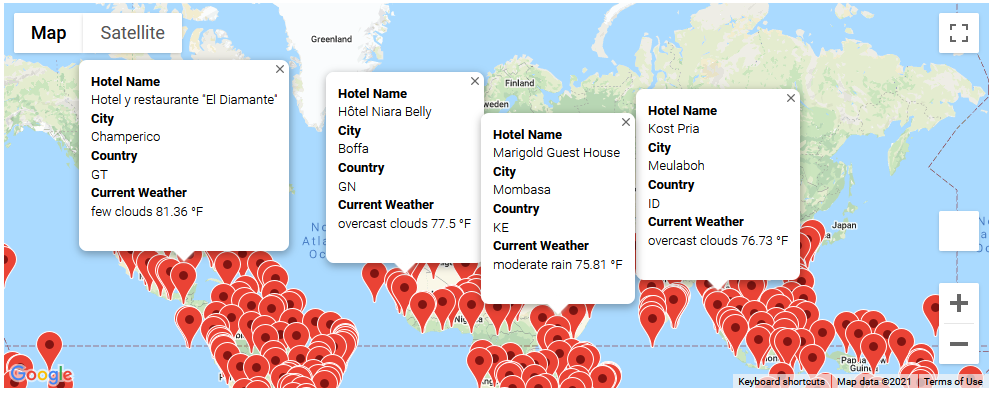 Map
Satellite
Greenland
Finland
Sweden
Hotel Name
Hotel y restaurante "El Diamante"
City
Champerico
Country
GT
Current Weather
few clouds 81.36 °F
Hotel Name
Hôtel Niara Belly
City
Boffa
Country
GN
Current Weather
overcast clouds 77.5 °F
Hotel Name
Marigold Guest House
City
Mombasa
Country
KE
Current Weather
moderate rain 75.81 °F
Hotel Name
Kost Pria
City
Meulaboh
Country
ID
Current Weather
overcast clouds 76.73 °F
Japan
Google
Keyboard shortcuts
Map data ©2021
Terms of Use